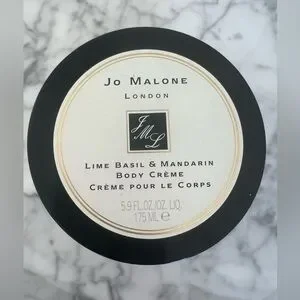 Jo Malone
London
JML
Lime Basil & Mandarin
Body Crème
Crème pour le Corps
5.9 FL.OZ./OZ. LIQ.
175 ML ℮